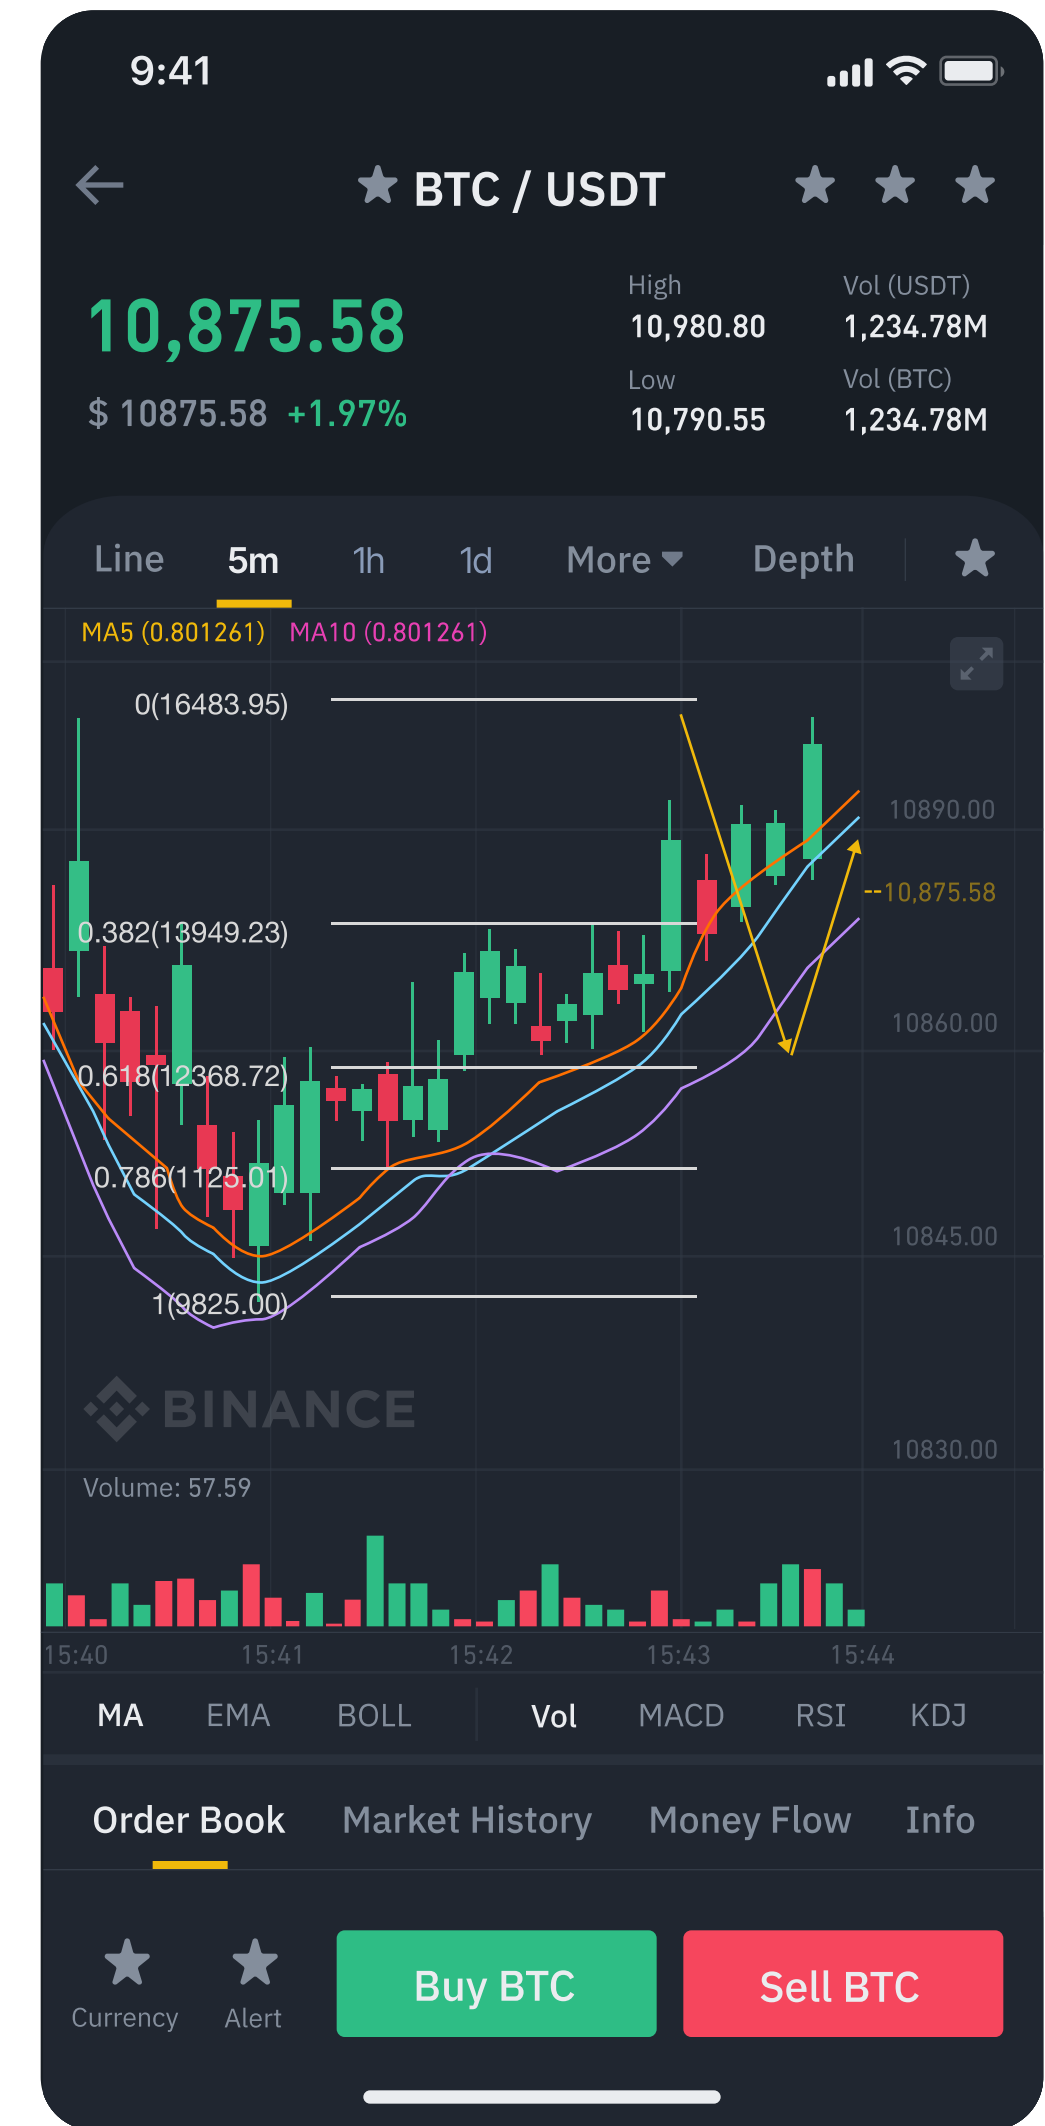 9:41
BTC / USDT
10,875.58
$ 10875.58 +1.97%
High
10,980.80
Vol (USDT)
1,234.78M
Low
10,790.55
Vol (BTC)
1,234.78M
Line 5m 1h 1d More Depth
MA5 (0.801261) MA10 (0.801261)
0(16483.95)
10890.00
--10,875.58
0.382(13949.23)
10860.00
0.618(12368.72)
0.786(1125.01)
10845.00
1(9825.00)
BINANCE
10830.00
Volume: 57.59
15:40 15:41 15:42 15:43 15:44
MA EMA BOLL Vol MACD RSI KDJ
Order Book Market History Money Flow Info
Currency Alert Buy BTC Sell BTC